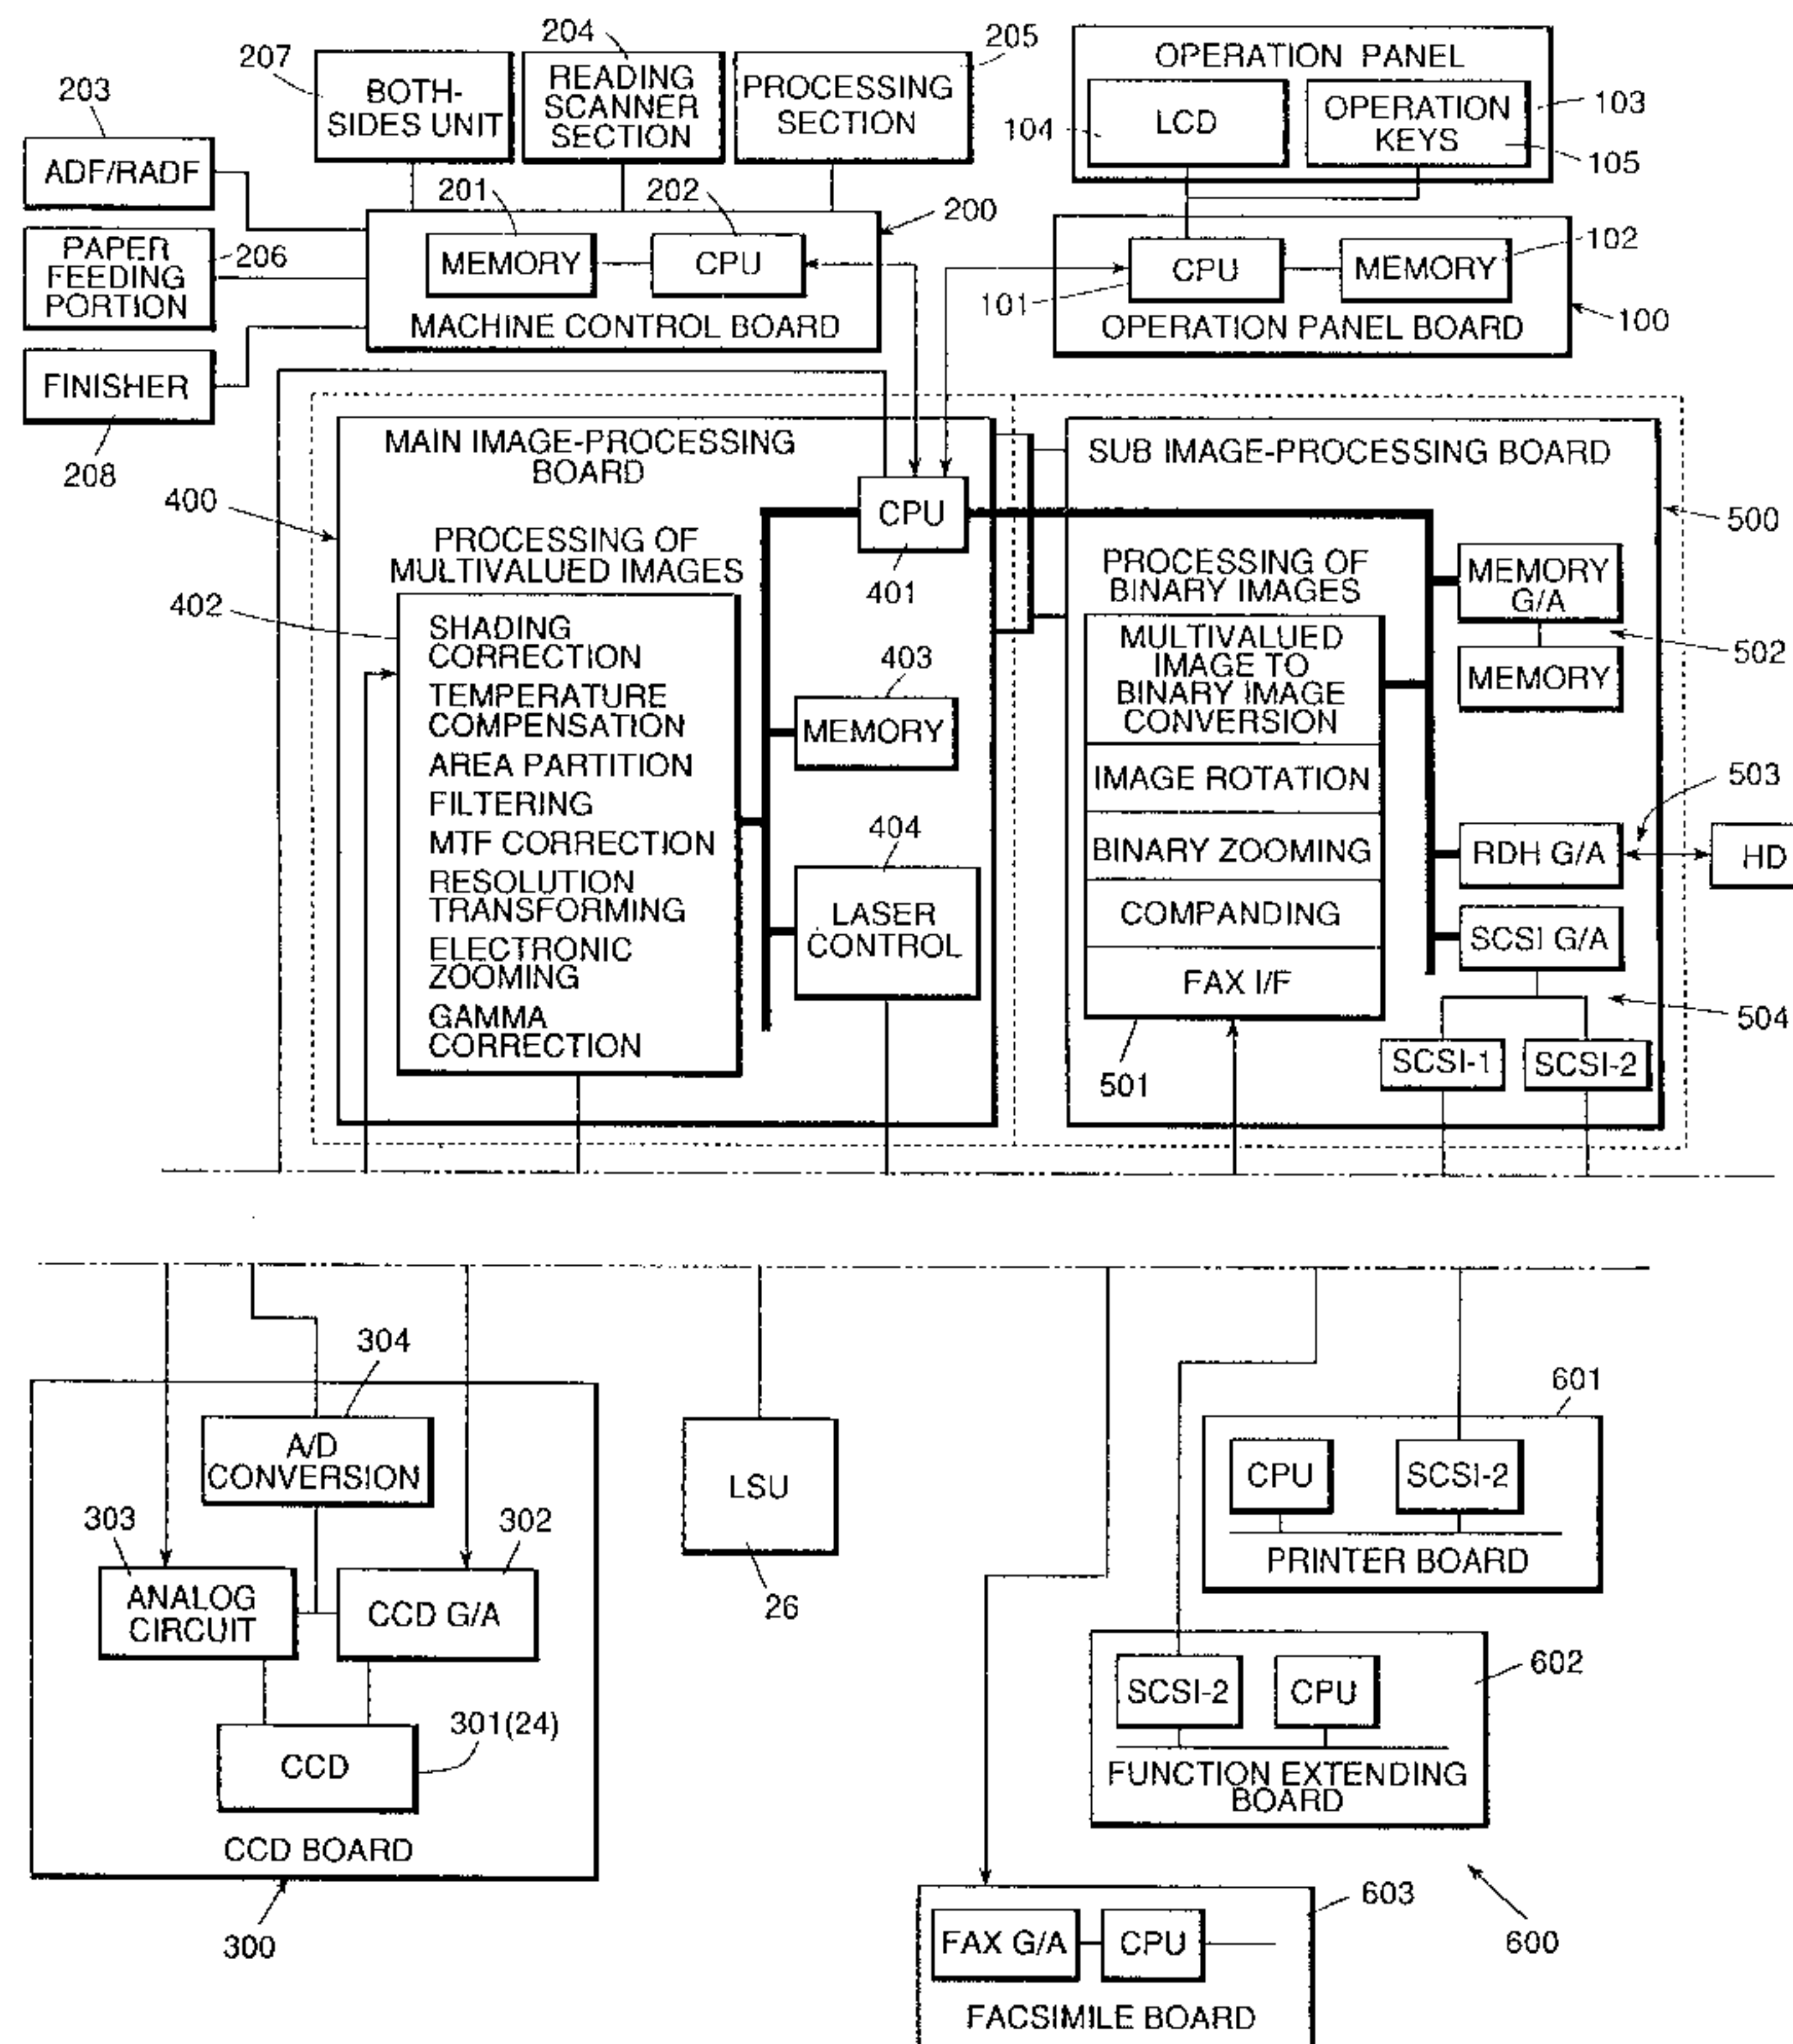 207
204
205
203
BOTH-
SIDES UNIT
READING
SCANNER
SECTION
PROCESSING
SECTION
OPERATION PANEL
LCD
OPERATION
KEYS
103
104
105
ADF/RADF
201
202
200
PAPER
FEEDING
PORTION
206
MEMORY
CPU
MACHINE CONTROL BOARD
CPU
MEMORY
102
101
OPERATION PANEL BOARD
100
FINISHER
208
MAIN IMAGE-PROCESSING
BOARD
SUB IMAGE-PROCESSING BOARD
400
CPU
401
500
PROCESSING OF
MULTIVALUED IMAGES
402
SHADING
CORRECTION
TEMPERATURE
COMPENSATION
AREA PARTITION
FILTERING
MTF CORRECTION
RESOLUTION
TRANSFORMING
ELECTRONIC
ZOOMING
GAMMA
CORRECTION
403
MEMORY
404
LASER
CONTROL
PROCESSING OF
BINARY IMAGES
MULTIVALUED
IMAGE TO
BINARY IMAGE
CONVERSION
IMAGE ROTATION
BINARY ZOOMING
COMPANDING
FAX I/F
501
MEMORY
G/A
502
MEMORY
503
RDH G/A
HD
SCSI G/A
504
SCSI-1
SCSI-2
304
A/D
CONVERSION
303
302
ANALOG
CIRCUIT
CCD G/A
CCD
301(24)
CCD BOARD
300
LSU
26
601
CPU
SCSI-2
PRINTER BOARD
602
SCSI-2
CPU
FUNCTION EXTENDING
BOARD
603
600
FAX G/A
CPU
FACSIMILE BOARD